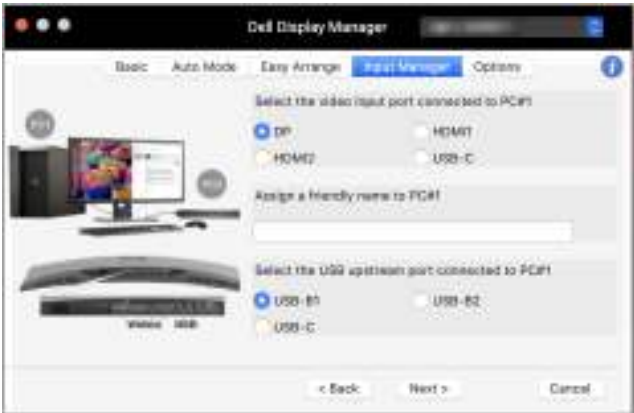 Dell Display Manager
Basic
Auto Mode
Easy Arrange
Input Manager
Options
i
PC1
PC2
Select the video input port connected to PC#1
DP
HDMI1
HDMI2
USB-C
Assign a friendly name to PC#1
Select the USB upstream port connected to PC#1
USB-B1
USB-B2
USB-C
Video
USB
< Back
Next >
Cancel